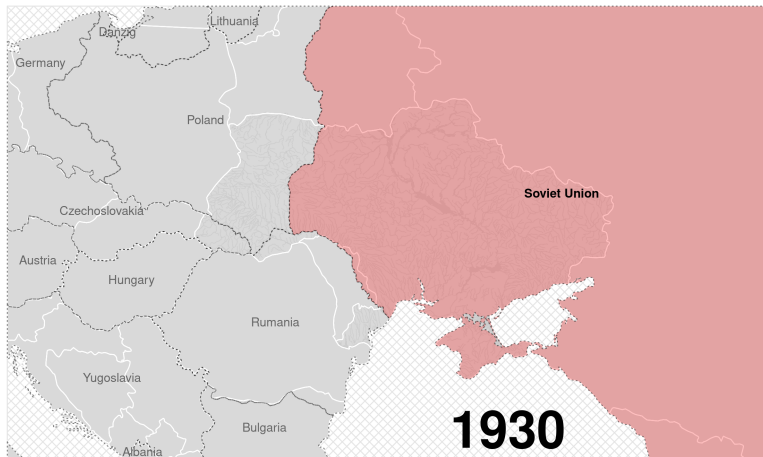 Lithuania
Danzig
Germany
Poland
Soviet Union
Czechoslovakia
Austria
Hungary
Rumania
Yugoslavia
1930
Bulgaria
Albania